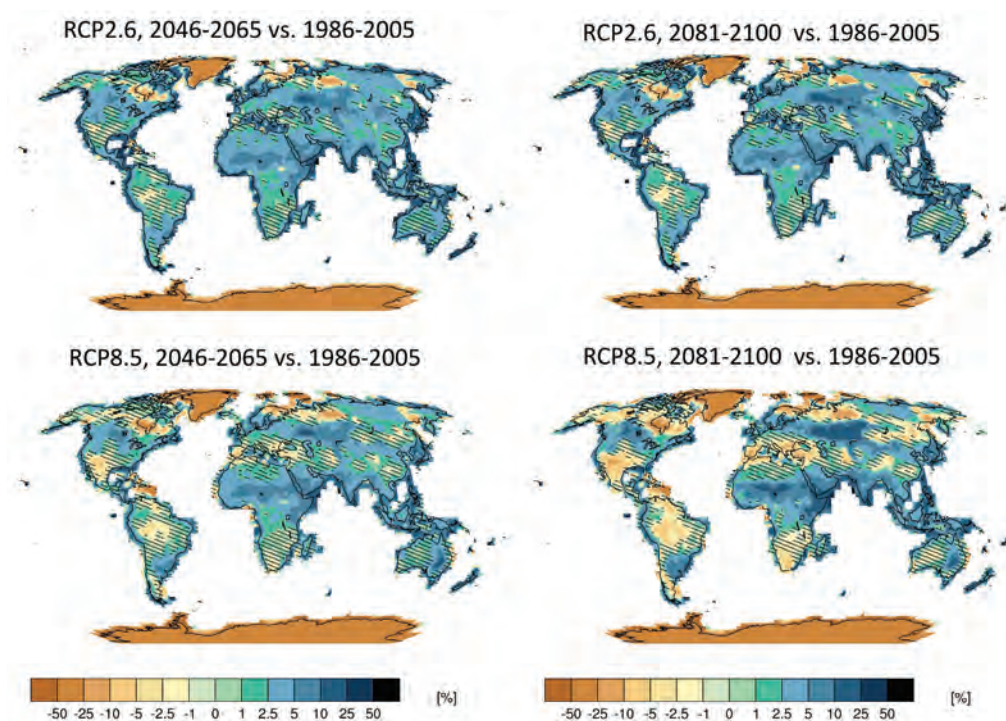 RCP2.6, 2046-2065 vs. 1986-2005
RCP2.6, 2081-2100 vs. 1986-2005
RCP8.5, 2046-2065 vs. 1986-2005
RCP8.5, 2081-2100 vs. 1986-2005
-50 -25 -10 -5 -2.5 -1 0 1 2.5 5 10 25 50 [%]
-50 -25 -10 -5 -2.5 -1 0 1 2.5 5 10 25 50 [%]